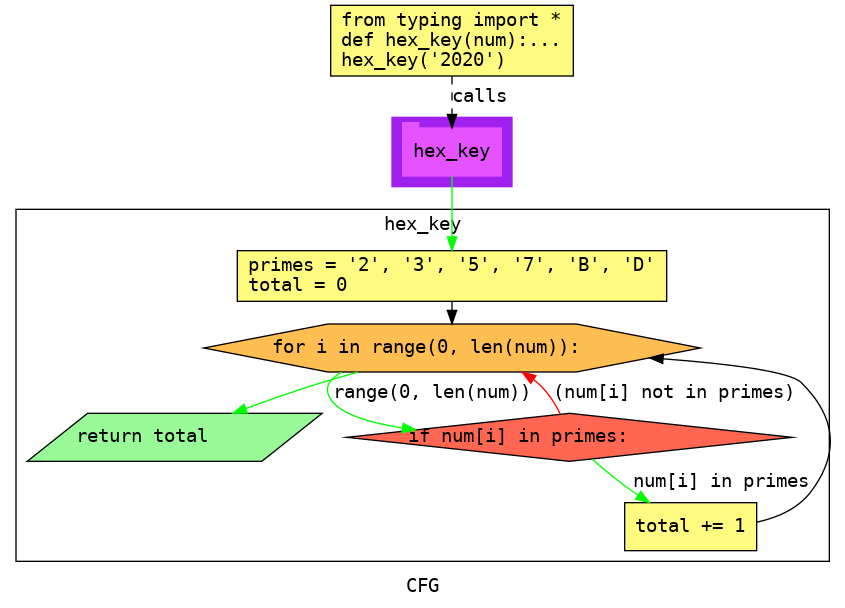 from typing import *
def hex_key(num):...
hex_key('2020')
calls
hex_key
hex_key
primes = '2', '3', '5', '7', 'B', 'D'
total = 0
for i in range(0, len(num)):
range(0, len(num))
(num[i] not in primes)
return total
if num[i] in primes:
num[i] in primes
total += 1
CFG